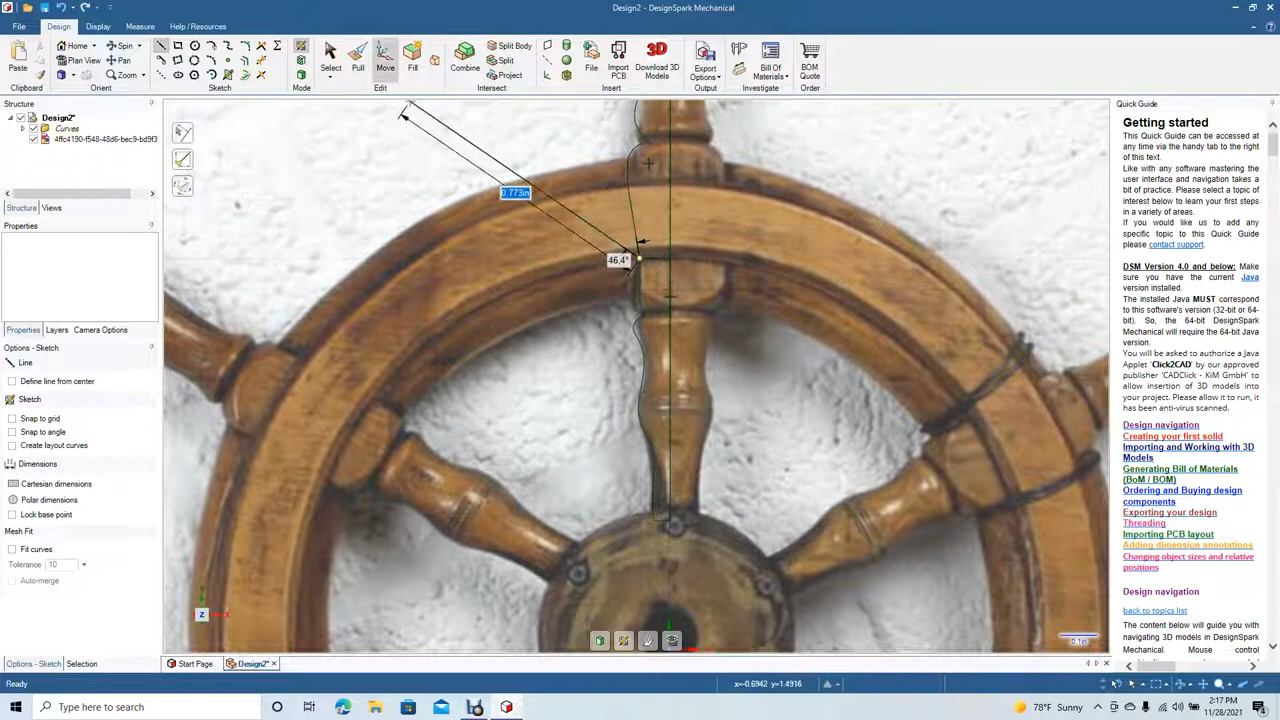 Design2 - DesignSpark Mechanical
File
Design
Display
Measure
Help / Resources
Paste
Home
Plan View
Spin
Pan
Zoom
Select
Pull
Move
Fill
Combine
Split Body
Split
Project
File
Import PCB
Download 3D Models
Export Options
Bill Of Materials
BOM Quote
Clipboard
Orient
Sketch
Mode
Edit
Intersect
Insert
Output
Investigate
Order
Structure
Design2*
Curves
4ffc4190-f548-48d6-bec9-bd9f3
Structure
Views
Properties
Properties
Layers
Camera Options
Options - Sketch
Line
Define line from center
Sketch
Snap to grid
Snap to angle
Create layout curves
Dimensions
Cartesian dimensions
Polar dimensions
Lock base point
Mesh Fit
Fit curves
Tolerance 10
Auto-merge
Options - Sketch
Selection
0.773in
46.4°
Z
X
0.1in
Start Page
Design2*
Quick Guide
Getting started
This Quick Guide can be accessed at
any time via the handy tab to the right
of this text.
Like with any software mastering the
user interface and navigation takes a
bit of practice. Please select a topic of
interest below to learn your first steps
in a variety of areas.
If you would like us to add any
specific topic to this Quick Guide
please contact support.
DSM Version 4.0 and below: Make
sure you have the current Java
version installed.
The installed Java MUST correspond
to this software's version (32-bit or 64-
bit). So, the 64-bit DesignSpark
Mechanical will require the 64-bit Java
version.
You will be asked to authorize a Java
Applet 'Click2CAD' by our approved
publisher 'CADClick - KiM GmbH' to
allow insertion of 3D models into
your project. Please allow it to run, it
has been anti-virus scanned.
Design navigation
Creating your first solid
Importing and Working with 3D
Models
Generating Bill of Materials
(BoM / BOM)
Ordering and Buying design
components
Exporting your design
Threading
Importing PCB layout
Adding dimension annotations
Changing object sizes and relative
positions
Design navigation
back to topics list
The content below will guide you with
navigating 3D models in DesignSpark
Mechanical. Mouse control
Ready
x=-0.6942 y:1.4916
Type here to search
78°F Sunny
2:17 PM
11/28/2021